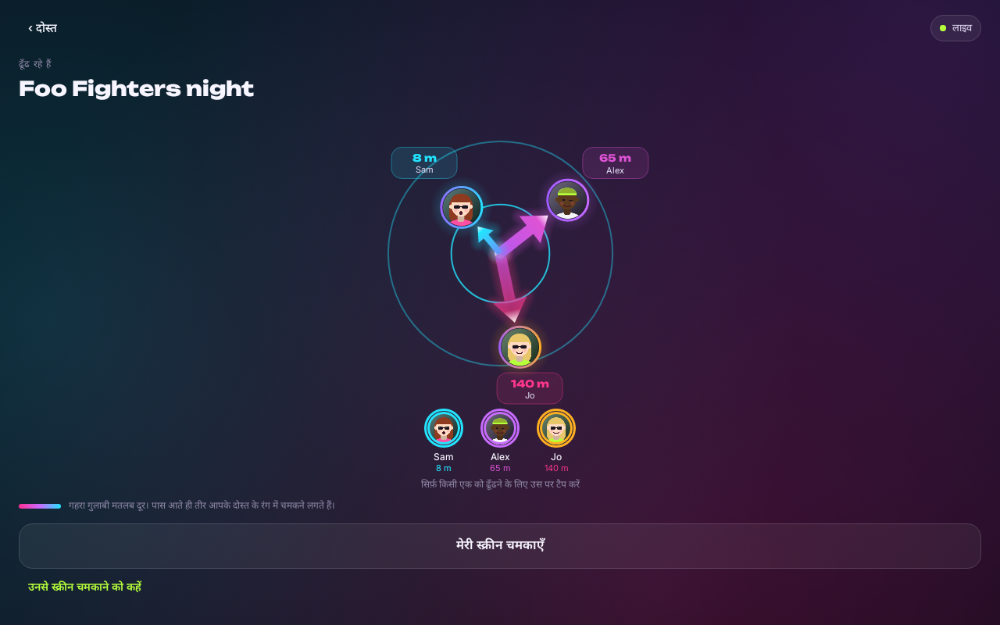 ‹ दोस्त
लाइव
ढूँढ रहे हैं
Foo Fighters night
8 m
Sam
65 m
Alex
140 m
Jo
Sam
8 m
Alex
65 m
Jo
140 m
सिर्फ़ किसी एक को ढूँढने के लिए उस पर टैप करें
गहरा गुलाबी मतलब दूर। पास आते ही तीर आपके दोस्त के रंग में चमकने लगते हैं।
मेरी स्क्रीन चमकाएँ
उनसे स्क्रीन चमकाने को कहें